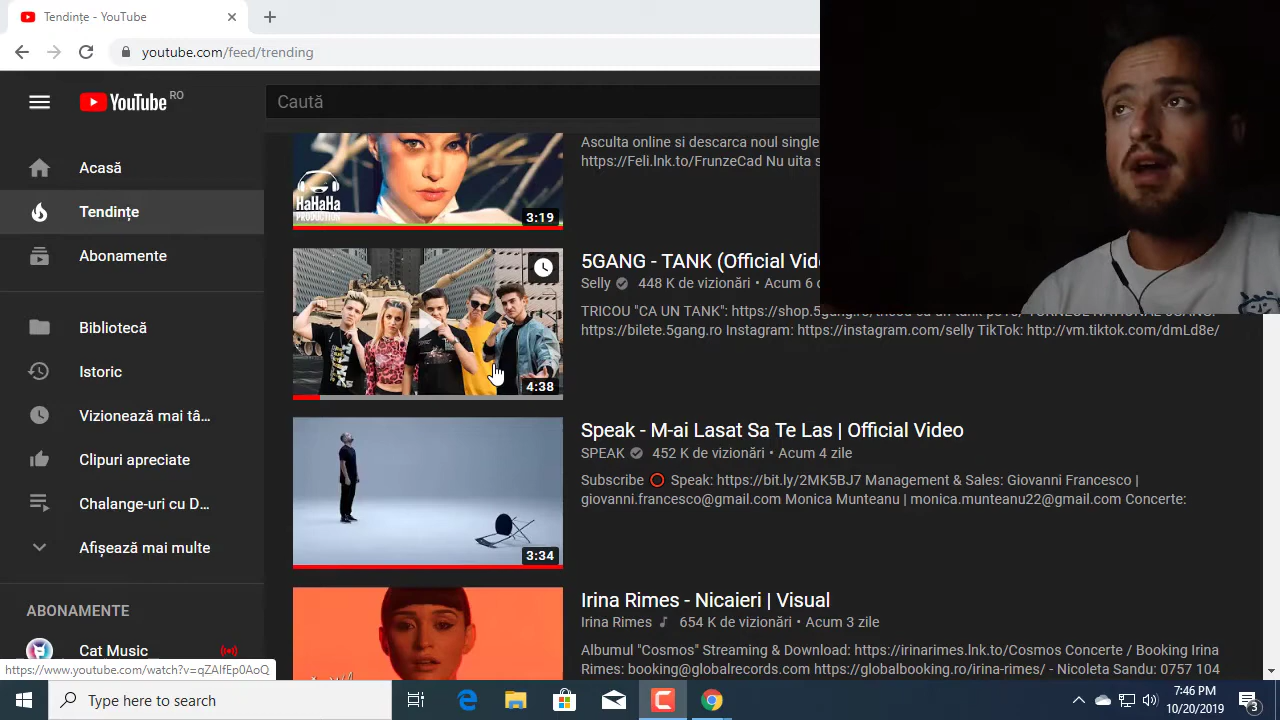 Tendințe - YouTube
youtube.com/feed/trending
YouTube RO
Caută
Acasă
Tendințe
Abonamente
Bibliotecă
Istoric
Vizionează mai tâ...
Clipuri apreciate
Chalange-uri cu D...
Afișează mai multe
ABONAMENTE
Cat Music
https://www.youtube.com/watch?v=qZAlfEp0AoQ
HaHaHa
PRODUCTION
3:19
Asculta online si descarca noul single
https://Feli.lnk.to/FrunzeCad Nu uita s
4:38
5GANG - TANK (Official Vide
Selly 448 K de vizionări • Acum 6
TRICOU "CA UN TANK":
https://bilete.5gang.ro Instagram: https://instagram.com/selly TikTok: http://vm.tiktok.com/dmLd8e/
3:34
Speak - M-ai Lasat Sa Te Las | Official Video
SPEAK 452 K de vizionări • Acum 4 zile
Subscribe ⭕ Speak: https://bit.ly/2MK5BJ7 Management & Sales: Giovanni Francesco |
giovanni.francesco@gmail.com Monica Munteanu | monica.munteanu22@gmail.com Concerte:
Irina Rimes - Nicaieri | Visual
Irina Rimes 654 K de vizionări • Acum 3 zile
Albumul "Cosmos" Streaming & Download: https://irinarimes.lnk.to/Cosmos Concerte / Booking Irina
Rimes: booking@globalrecords.com https://globalbooking.ro/irina-rimes/ - Nicoleta Sandu: 0757 104
Type here to search
7:46 PM
10/20/2019
3